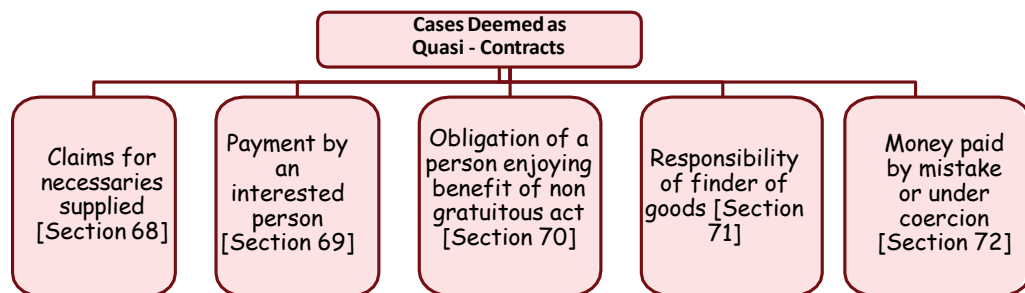 Cases Deemed as
Quasi - Contracts
Claims for
necessaries
supplied
[Section 68]
Payment by
an
interested
person
[Section 69]
Obligation of a
person enjoying
benefit of non
gratuitous act
[Section 70]
Responsibility
of finder of
goods [Section
71]
Money paid
by mistake
or under
coercion
[Section 72]